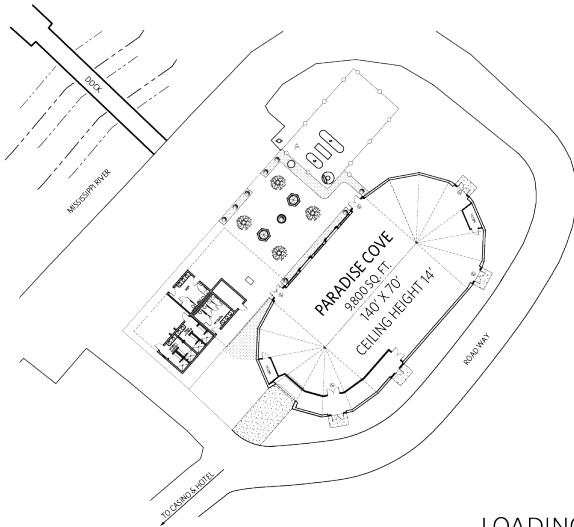 DOCK
MISSISSIPPI RIVER
PARADISE COVE
9,800 SQ. FT.
140' X 70'
CEILING HEIGHT 14'
ROAD WAY
TO CASINO & HOTEL
LOADING